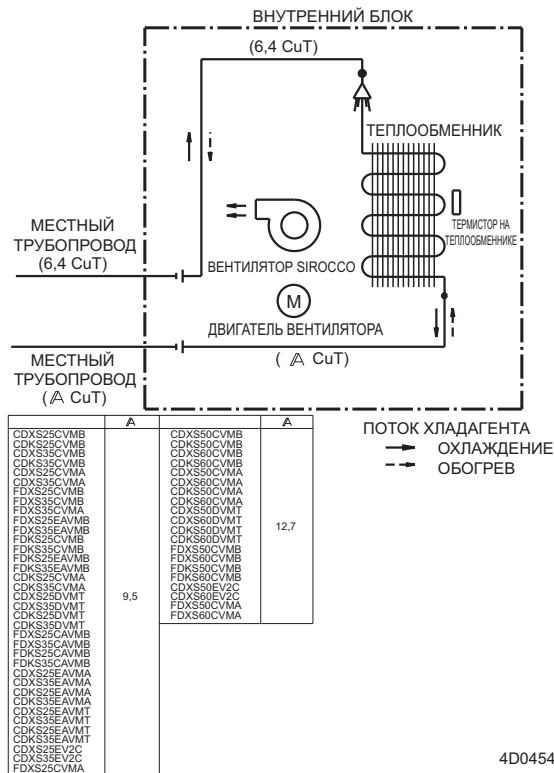 ВНУТРЕННИЙ БЛОК
(6,4 CuT)
ТЕПЛООБМЕННИК
ТЕРМИСТОР НА
ТЕПЛООБМЕННИКЕ
МЕСТНЫЙ
ТРУБОПРОВОД
(6,4 CuT)
ВЕНТИЛЯТОР SIROCCO
M
ДВИГАТЕЛЬ ВЕНТИЛЯТОРА
( A CuT)
МЕСТНЫЙ
ТРУБОПРОВОД
(A CuT)
ПОТОК ХЛАДАГЕНТА
ОХЛАЖДЕНИЕ
ОБОГРЕВ
A
CDXS25CVMB
CDKS25CVMB
CDXS35CVMB
CDKS35CVMB
CDXS25CVMA
CDXS35CVMA
FDXS25CVMB
FDXS35CVMB
FDXS35CVMA
FDXS25EAVMB
FDXS35EAVMB
FDKS25CVMB
FDKS35CVMB
FDKS25EAVMB
FDKS35EAVMB
CDKS25CVMA
CDKS35CVMA
CDXS25DVMT
CDXS35DVMT
CDKS25DVMT
CDKS35DVMT
FDXS25CAVMB
FDXS35CAVMB
FDKS25CAVMB
FDKS35CAVMB
CDXS25EAVMA
CDXS35EAVMA
CDKS25EAVMA
CDKS35EAVMA
CDXS25EAVMT
CDXS35EAVMT
CDKS25EAVMT
CDKS35EAVMT
CDXS25EV2C
CDXS35EV2C
FDXS25CVMA
9,5
A
CDXS50CVMB
CDKS50CVMB
CDXS60CVMB
CDKS60CVMB
CDXS50CVMA
CDXS60CVMA
CDKS50CVMA
CDKS60CVMA
CDXS50DVMT
CDXS60DVMT
CDKS50DVMT
CDKS60DVMT
FDXS50CVMB
FDXS60CVMB
FDKS50CVMB
FDKS60CVMB
CDXS50EV2C
CDXS60EV2C
FDXS50CVMA
FDXS60CVMA
12,7
4D0454